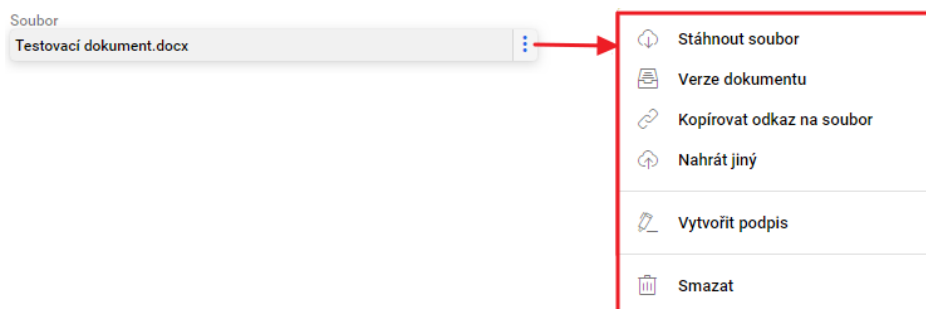 Soubor
Testovací dokument.docx
Stáhnout soubor
Verze dokumentu
Kopírovat odkaz na soubor
Nahrát jiný
Vytvořit podpis
Smazat